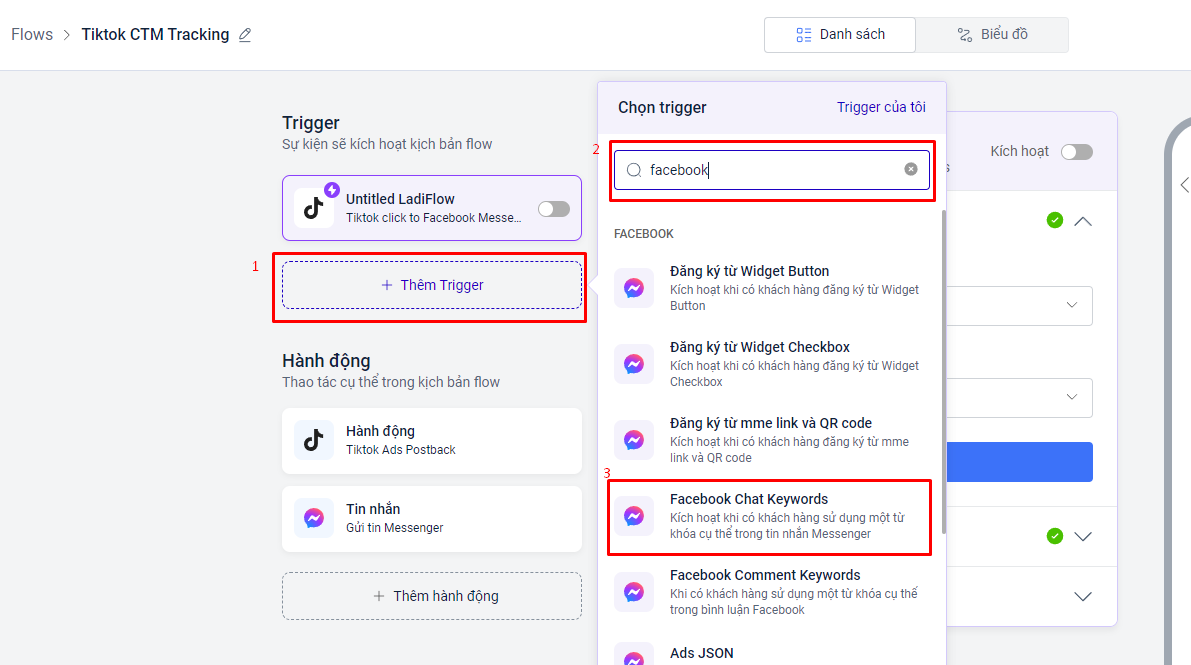 Flows > Tiktok CTM Tracking
Danh sách
Biểu đồ
Trigger
Sự kiện sẽ kích hoạt kịch bản flow
Untitled LadiFlow
Tiktok click to Facebook Messe...
1
+ Thêm Trigger
Hành động
Thao tác cụ thể trong kịch bản flow
Hành động
Tiktok Ads Postback
Tin nhắn
Gửi tin Messenger
+ Thêm hành động
Chọn trigger
Trigger của tôi
2
facebook
FACEBOOK
Đăng ký từ Widget Button
Kích hoạt khi có khách hàng đăng ký từ Widget
Button
Đăng ký từ Widget Checkbox
Kích hoạt khi có khách hàng đăng ký từ Widget
Checkbox
Đăng ký từ mme link và QR code
Kích hoạt khi có khách hàng đăng ký từ mme
link và QR code
3
Facebook Chat Keywords
Kích hoạt khi có khách hàng sử dụng một từ
khóa cụ thể trong tin nhắn Messenger
Facebook Comment Keywords
Khi có khách hàng sử dụng một từ khóa cụ thể
trong bình luận Facebook
Ads JSON
Kích hoạt
s